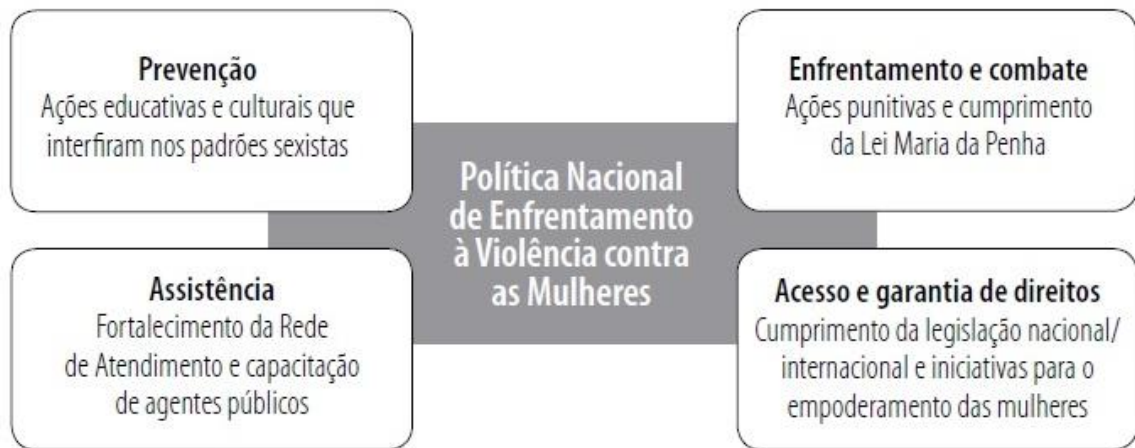 Prevenção
Ações educativas e culturais que
interfiram nos padrões sexistas
Enfrentamento e combate
Ações punitivas e cumprimento
da Lei Maria da Penha
Política Nacional
de Enfrentamento
à Violência contra
as Mulheres
Assistência
Fortalecimento da Rede
de Atendimento e capacitação
de agentes públicos
Acesso e garantia de direitos
Cumprimento da legislação nacional/
internacional e iniciativas para o
empoderamento das mulheres